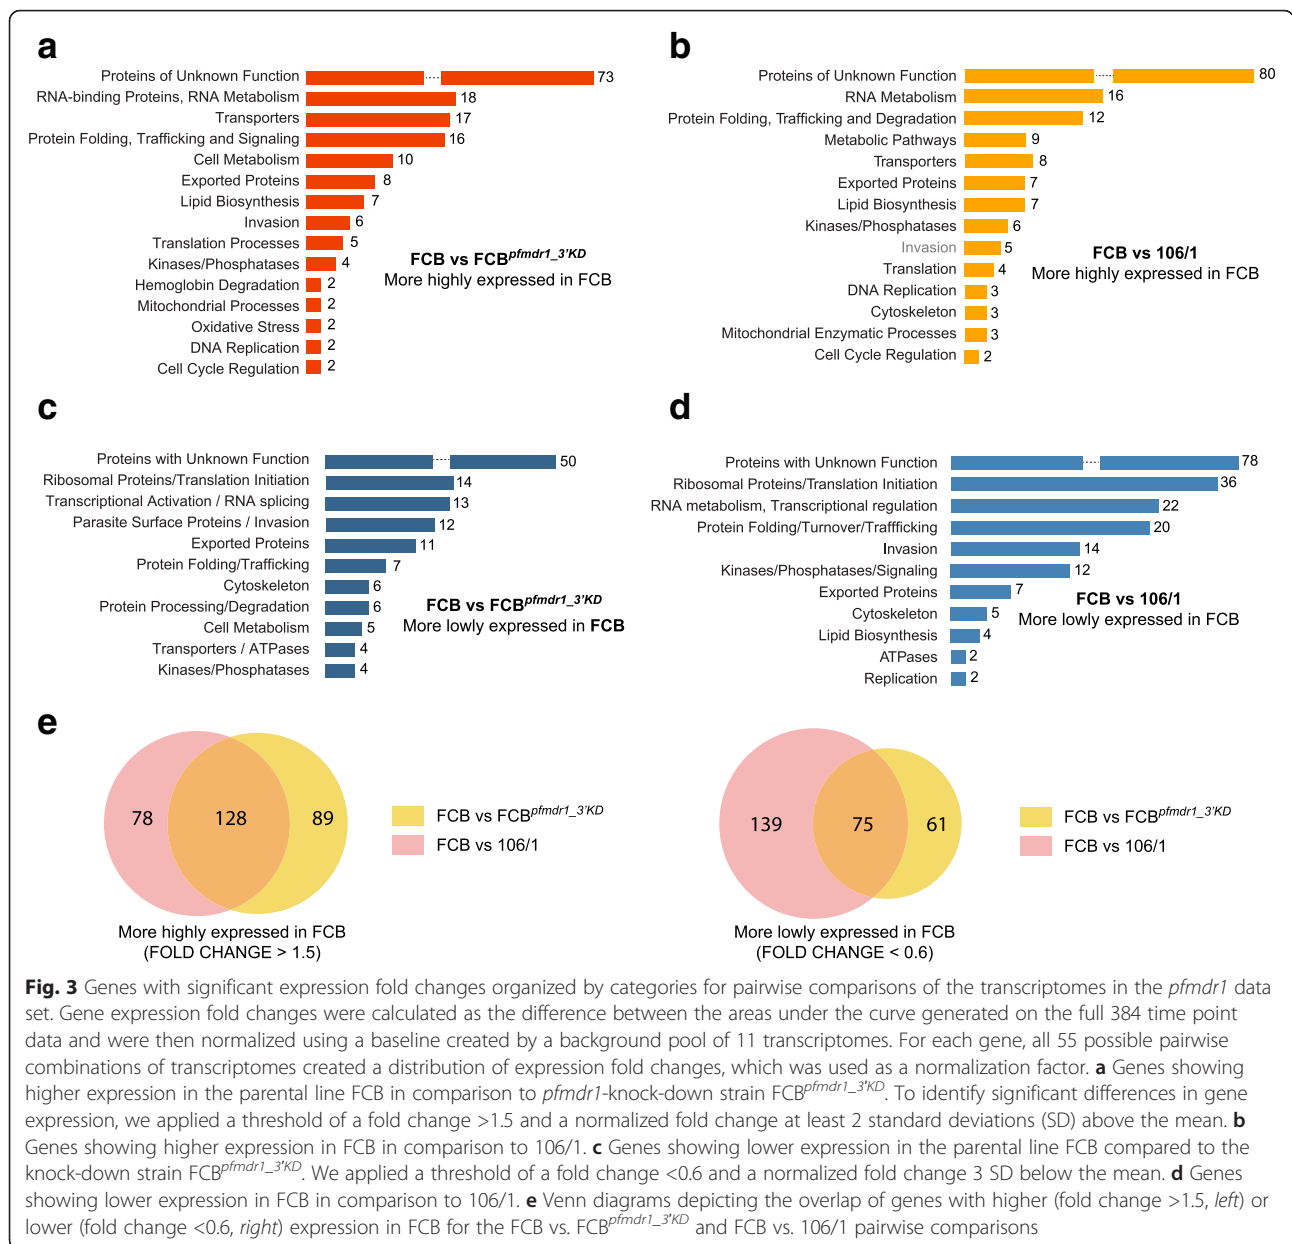 a
Proteins of Unknown Function 73
RNA-binding Proteins, RNA Metabolism 18
Transporters 17
Protein Folding, Trafficking and Signaling 16
Cell Metabolism 10
Exported Proteins 8
Lipid Biosynthesis 7
Invasion 6
Translation Processes 5
Kinases/Phosphatases 4
Hemoglobin Degradation 2
Mitochondrial Processes 2
Oxidative Stress 2
DNA Replication 2
Cell Cycle Regulation 2
FCB vs FCBpfmdr1_3'KD
More highly expressed in FCB
b
Proteins of Unknown Function 80
RNA Metabolism 16
Protein Folding, Trafficking and Degradation 12
Metabolic Pathways 9
Transporters 8
Exported Proteins 7
Lipid Biosynthesis 7
Kinases/Phosphatases 6
Invasion 5
Translation 4
DNA Replication 3
Cytoskeleton 3
Mitochondrial Enzymatic Processes 3
Cell Cycle Regulation 2
FCB vs 106/1
More highly expressed in FCB
c
Proteins with Unknown Function 50
Ribosomal Proteins/Translation Initiation 14
Transcriptional Activation / RNA splicing 13
Parasite Surface Proteins / Invasion 12
Exported Proteins 11
Protein Folding/Trafficking 7
Cytoskeleton 6
Protein Processing/Degradation 6
Cell Metabolism 5
Transporters / ATPases 4
Kinases/Phosphatases 4
FCB vs FCBpfmdr1_3'KD
More lowly expressed in FCB
d
Proteins with Unknown Function 78
Ribosomal Proteins/Translation Initiation 36
RNA metabolism, Transcriptional regulation 22
Protein Folding/Turnover/Traffficking 20
Invasion 14
Kinases/Phosphatases/Signaling 12
Exported Proteins 7
Cytoskeleton 5
Lipid Biosynthesis 4
ATPases 2
Replication 2
FCB vs 106/1
More lowly expressed in FCB
e
78 128 89
FCB vs FCBpfmdr1_3'KD
FCB vs 106/1
More highly expressed in FCB
(FOLD CHANGE > 1.5)
139 75 61
FCB vs FCBpfmdr1_3'KD
FCB vs 106/1
More lowly expressed in FCB
(FOLD CHANGE < 0.6)
Fig. 3 Genes with significant expression fold changes organized by categories for pairwise comparisons of the transcriptomes in the pfmdr1 data
set. Gene expression fold changes were calculated as the difference between the areas under the curve generated on the full 384 time point
data and were then normalized using a baseline created by a background pool of 11 transcriptomes. For each gene, all 55 possible pairwise
combinations of transcriptomes created a distribution of expression fold changes, which was used as a normalization factor. a Genes showing
higher expression in the parental line FCB in comparison to pfmdr1-knock-down strain FCBpfmdr1_3'KD. To identify significant differences in gene
expression, we applied a threshold of a fold change >1.5 and a normalized fold change at least 2 standard deviations (SD) above the mean. b
Genes showing higher expression in FCB in comparison to 106/1. c Genes showing lower expression in the parental line FCB compared to the
knock-down strain FCBpfmdr1_3'KD. We applied a threshold of a fold change <0.6 and a normalized fold change 3 SD below the mean. d Genes
showing lower expression in FCB in comparison to 106/1. e Venn diagrams depicting the overlap of genes with higher (fold change >1.5, left) or
lower (fold change <0.6, right) expression in FCB for the FCB vs. FCBpfmdr1_3'KD and FCB vs. 106/1 pairwise comparisons